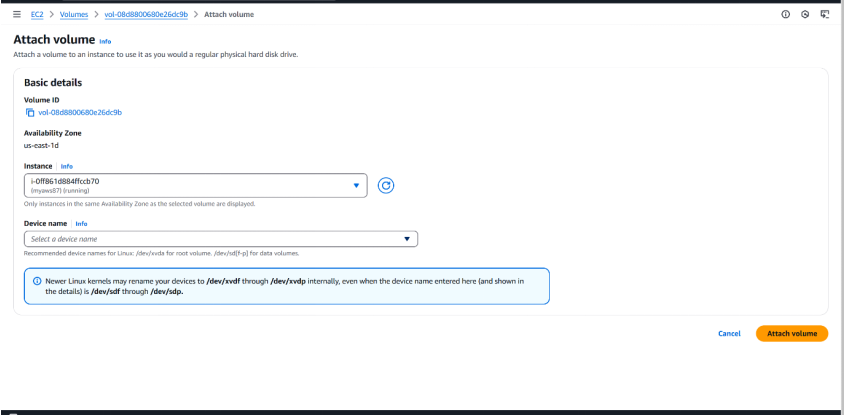 EC2 > Volumes > vol-08d8800680e26dc9b > Attach volume
Attach volume Info
Attach a volume to an instance to use it as you would a regular physical hard disk drive.
Basic details
Volume ID
vol-08d8800680e26dc9b
Availability Zone
us-east-1d
Instance | Info
i-0ff861d884ffccb70
(myaws87) (running)
Only instances in the same Availability Zone as the selected volume are displayed.
Device name | Info
Select a device name
Recommended device names for Linux: /dev/xvda for root volume. /dev/sd[f-p] for data volumes.
Newer Linux kernels may rename your devices to /dev/xvdf through /dev/xvdp internally, even when the device name entered here (and shown in
the details) is /dev/sdf through /dev/sdp.
Cancel
Attach volume